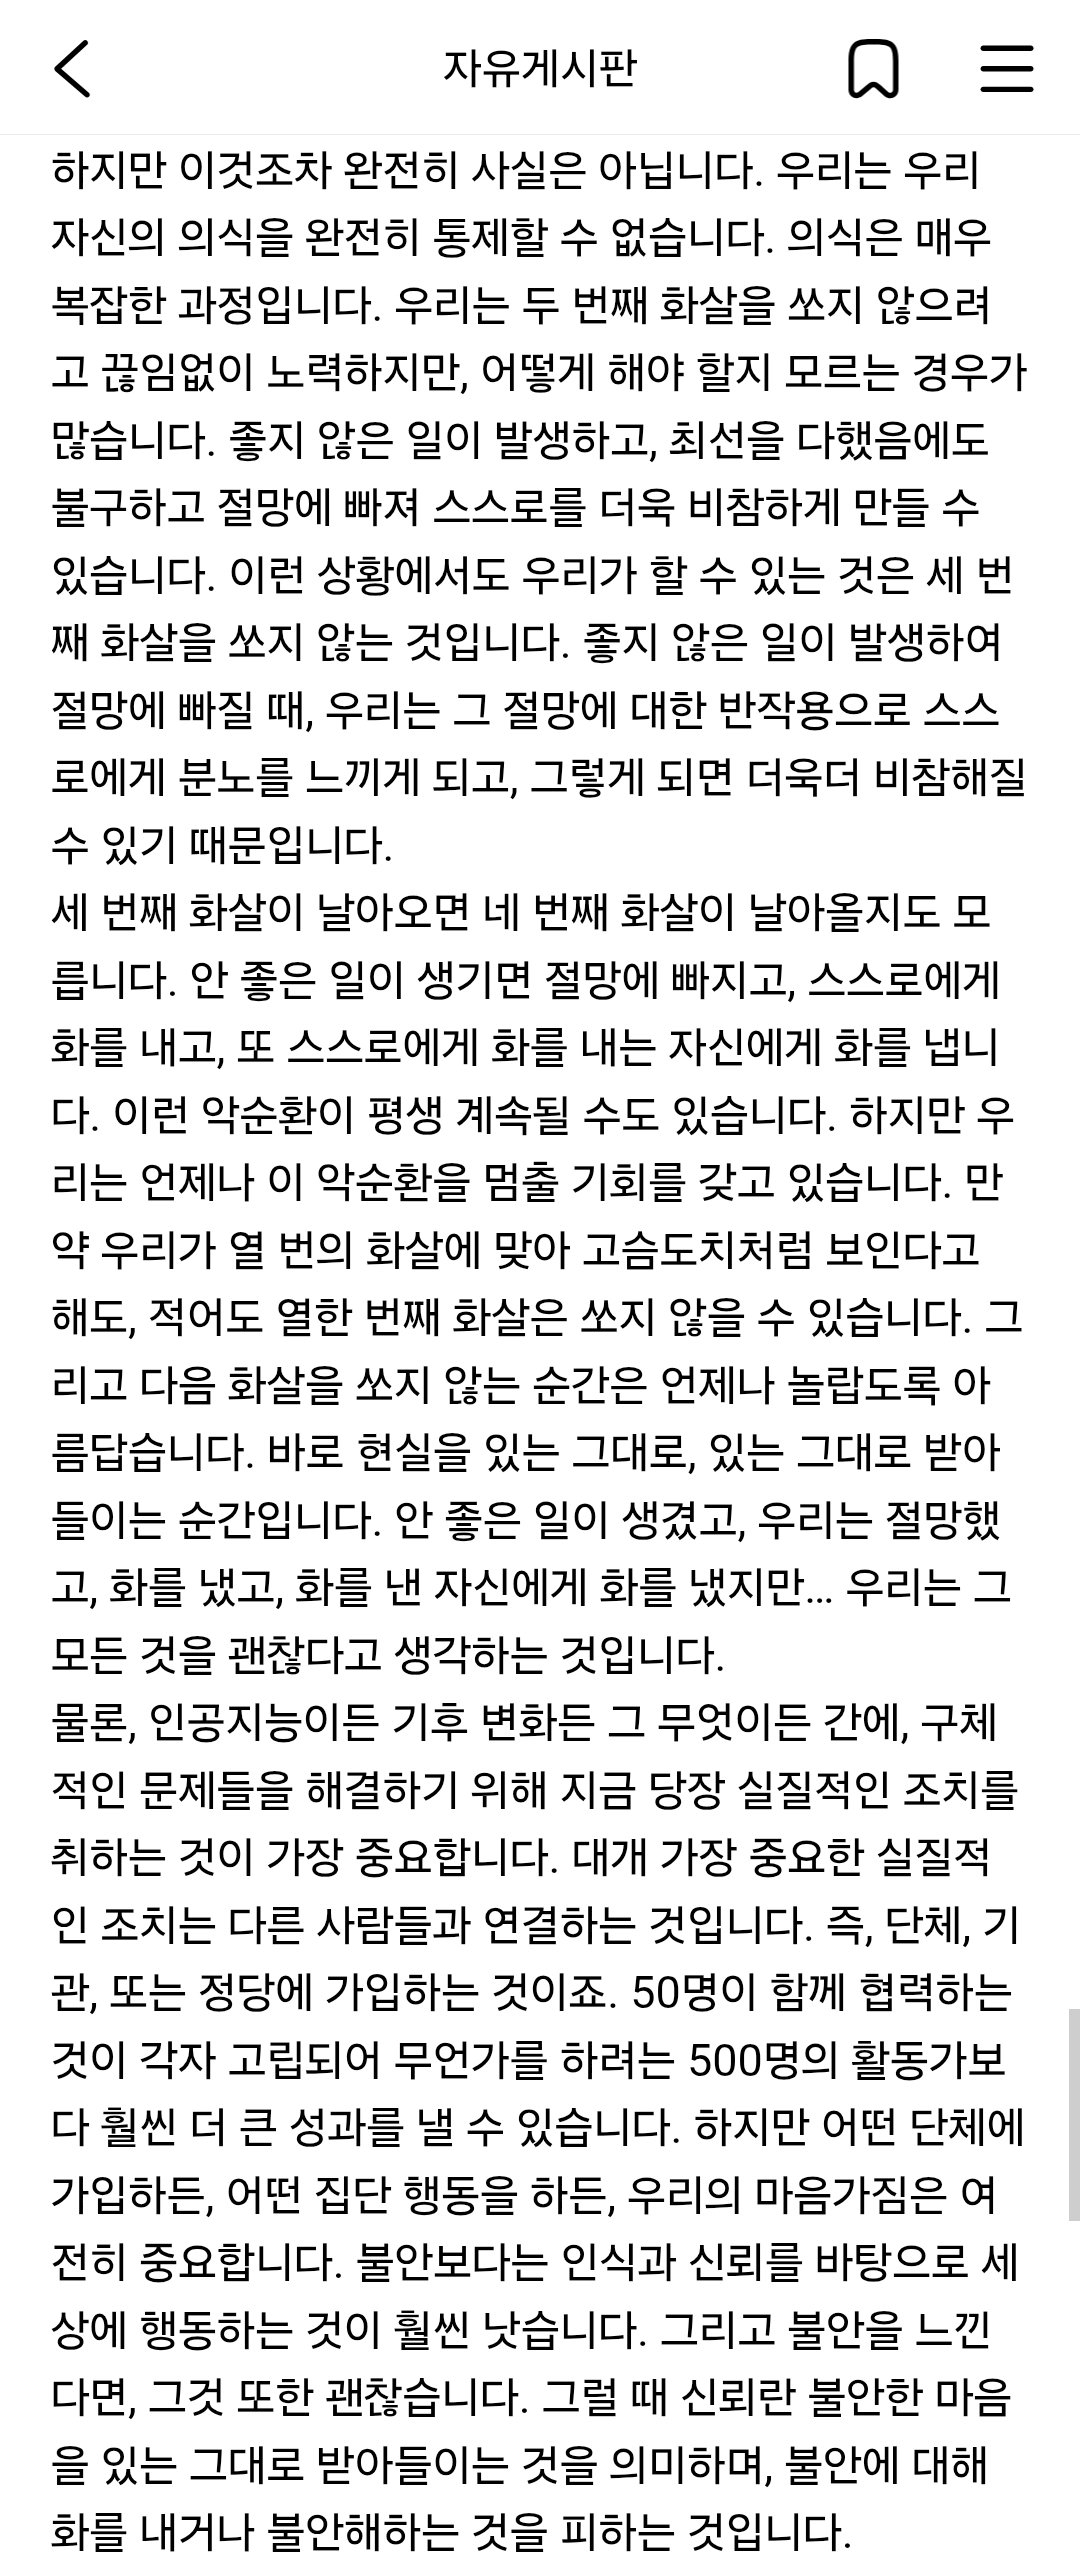 자유게시판
하지만 이것조차 완전히 사실은 아닙니다. 우리는 우리
자신의 의식을 완전히 통제할 수 없습니다. 의식은 매우
복잡한 과정입니다. 우리는 두 번째 화살을 쏘지 않으려
고 끊임없이 노력하지만, 어떻게 해야 할지 모르는 경우가
많습니다. 좋지 않은 일이 발생하고, 최선을 다했음에도
불구하고 절망에 빠져 스스로를 더욱 비참하게 만들 수
있습니다. 이런 상황에서도 우리가 할 수 있는 것은 세 번
째 화살을 쏘지 않는 것입니다. 좋지 않은 일이 발생하여
절망에 빠질 때, 우리는 그 절망에 대한 반작용으로 스스
로에게 분노를 느끼게 되고, 그렇게 되면 더욱더 비참해질
수 있기 때문입니다.
세 번째 화살이 날아오면 네 번째 화살이 날아올지도 모
릅니다. 안 좋은 일이 생기면 절망에 빠지고, 스스로에게
화를 내고, 또 스스로에게 화를 내는 자신에게 화를 냅니
다. 이런 악순환이 평생 계속될 수도 있습니다. 하지만 우
리는 언제나 이 악순환을 멈출 기회를 갖고 있습니다. 만
약 우리가 열 번의 화살에 맞아 고슴도치처럼 보인다고
해도, 적어도 열한 번째 화살은 쏘지 않을 수 있습니다. 그
리고 다음 화살을 쏘지 않는 순간은 언제나 놀랍도록 아
름답습니다. 바로 현실을 있는 그대로, 있는 그대로 받아
들이는 순간입니다. 안 좋은 일이 생겼고, 우리는 절망했
고, 화를 냈고, 화를 낸 자신에게 화를 냈지만... 우리는 그
모든 것을 괜찮다고 생각하는 것입니다.
물론, 인공지능이든 기후 변화든 그 무엇이든 간에, 구체
적인 문제들을 해결하기 위해 지금 당장 실질적인 조치를
취하는 것이 가장 중요합니다. 대개 가장 중요한 실질적
인 조치는 다른 사람들과 연결하는 것입니다. 즉, 단체, 기
관, 또는 정당에 가입하는 것이죠. 50명이 함께 협력하는
것이 각자 고립되어 무언가를 하려는 500명의 활동가보
다 훨씬 더 큰 성과를 낼 수 있습니다. 하지만 어떤 단체에
가입하든, 어떤 집단 행동을 하든, 우리의 마음가짐은 여
전히 중요합니다. 불안보다는 인식과 신뢰를 바탕으로 세
상에 행동하는 것이 훨씬 낫습니다. 그리고 불안을 느낀
다면, 그것 또한 괜찮습니다. 그럴 때 신뢰란 불안한 마음
을 있는 그대로 받아들이는 것을 의미하며, 불안에 대해
화를 내거나 불안해하는 것을 피하는 것입니다.